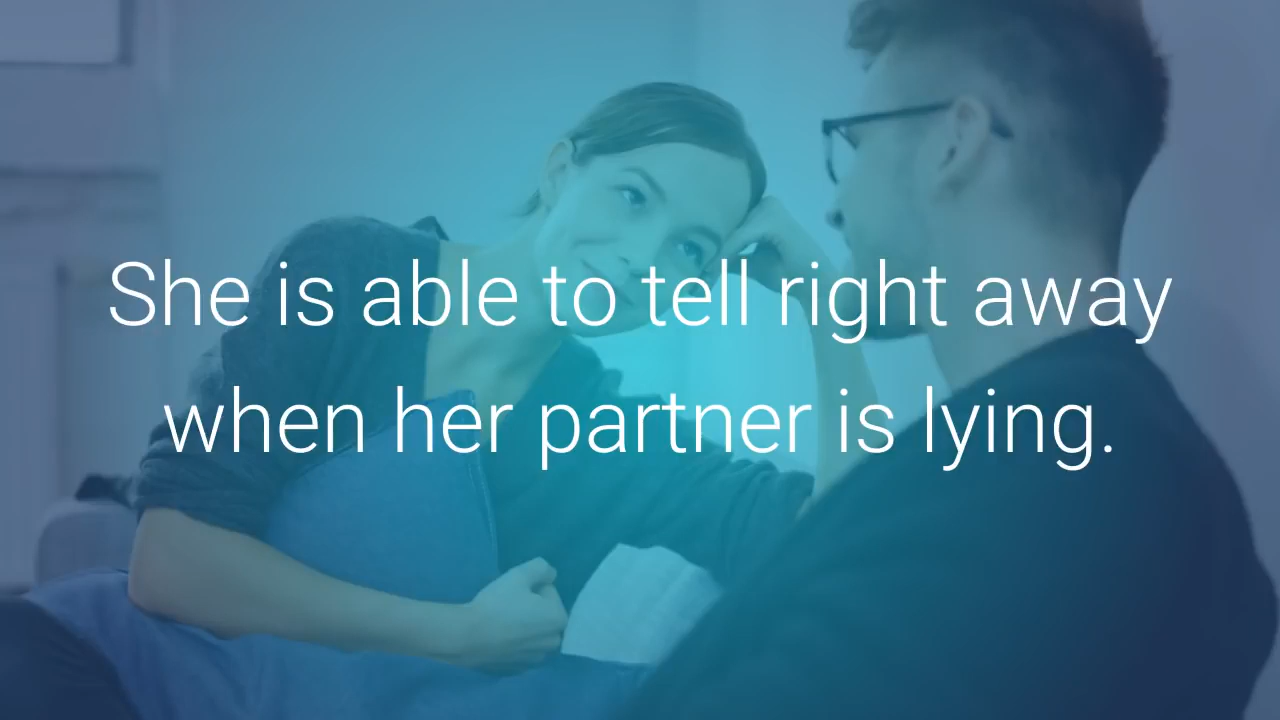 She is able to tell right away
when her partner is lying.